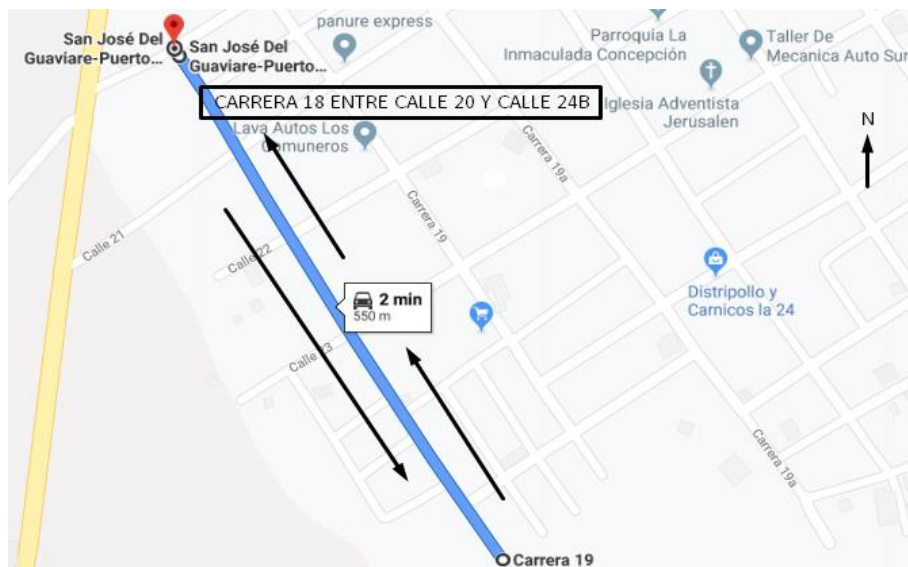 panure express
San José Del
Guaviare-Puerto...
San José Del
Guaviare-Puerto...
Parroquia La
Inmaculada Concepción
Taller De
Mecanica Auto Sur
CARRERA 18 ENTRE CALLE 20 Y CALLE 24B
Iglesia Adventista
Jerusalen
N
Lava Autos Los
Comuneros
Carrera 19a
Carrera 19
Calle 21
Calle 22
2 min
550 m
Distripollo y
Carnicos la 24
Calle 23
Carrera 19a
Carrera 19